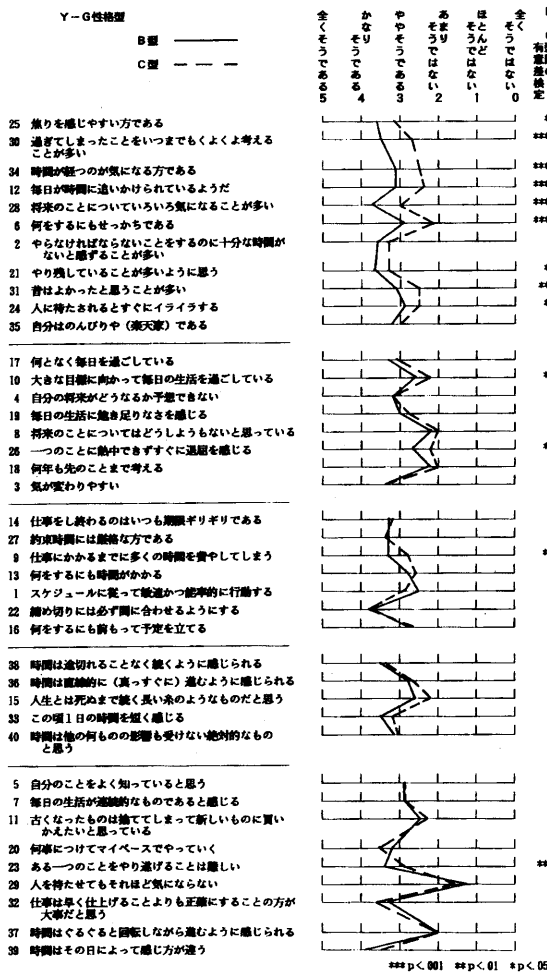 Y－G性格型
B型
C型
全くそうである
かなりそうである
ややそうである
あまりそうではない
ほとんどそうではない
全くそうではない
有意差検定
5 4 3 2 1 0
25 焦りを感じやすい方である *
30 過ぎてしまったことをいつまでもくよくよ考える ***
ことが多い
34 時間が経つのが気になる方である ***
12 毎日が時間に追いかけられているようだ ***
28 将来のことについていろいろ気になることが多い ***
6 何をするにもせっかちである ***
2 やらなければならないことをするのに十分な時間が
ないと感ずることが多い
21 やり残していることが多いように思う *
31 昔はよかったと思うことが多い **
24 人に待たされるとすぐにイライラする *
35 自分はのんびりや（楽天家）である
17 何となく毎日を過ごしている
10 大きな目標に向かって毎日の生活を過ごしている *
4 自分の将来がどうなるか予想できない
19 毎日の生活に飽き足りなさを感じる
8 将来のことについてはどうしようもないと思っている
26 一つのことに熱中できずすぐに退屈を感じる *
18 何年も先のことまで考える
3 気が変わりやすい
14 仕事をし終わるのはいつも期限ギリギリである
27 約束時間には厳格な方である
9 仕事にかかるまでに多くの時間を費やしてしまう *
13 何をするにも時間がかかる
1 スケジュールに従って敏速かつ能率的に行動する
22 締め切りには必ず間に合わせるようにする
16 何をするにも前もって予定を立てる
38 時間は途切れることなく続くように感じられる
36 時間は直線的に（真っすぐに）進むように感じられる
15 人生とは死ぬまで続く長い糸のようなものだと思う
33 この頃1日の時間を短く感じる
40 時間は他の何ものの影響も受けない絶対的なもの
と思う
5 自分のことをよく知っていると思う
7 毎日の生活が連続的なものであると感じる
11 古くなったものは捨ててしまって新しいものに買い
かえたいと思っている
20 何事につけてマイペースでやっていく
23 ある一つのことをやり遂げることは難しい **
29 人を待たせてもそれほど気にならない
32 仕事は早く仕上げることよりも正確にすることの方が
大事だと思う
37 時間はぐるぐると回転しながら進むように感じられる
39 時間はその日によって感じ方が違う
*** p<.001 ** p<.01 * p<.05